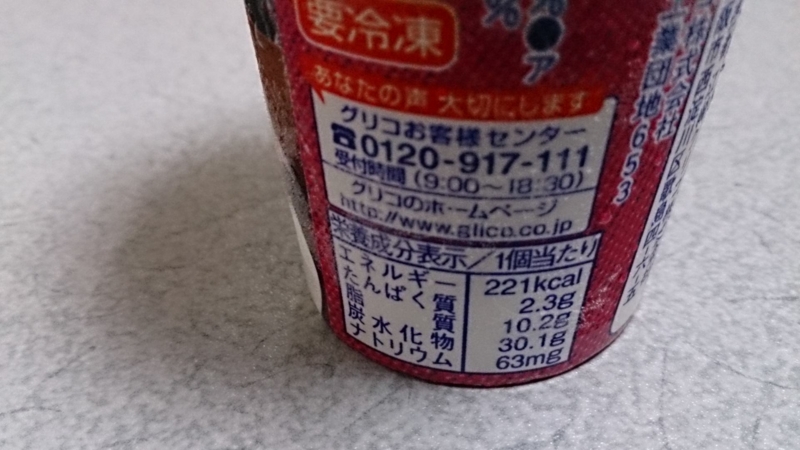 要冷凍
%
%●ア
あなたの声 大切にします
グリコお客様センター
☎0120-917-111
受付時間 (9:00～18:30)
グリコのホームページ
http://www.glico.co.jp
栄養成分表示／1個当たり
エネルギー 221kcal
たんぱく質 2.3g
脂質 10.2g
炭水化物 30.1g
ナトリウム 63mg
株式会社
業団地653